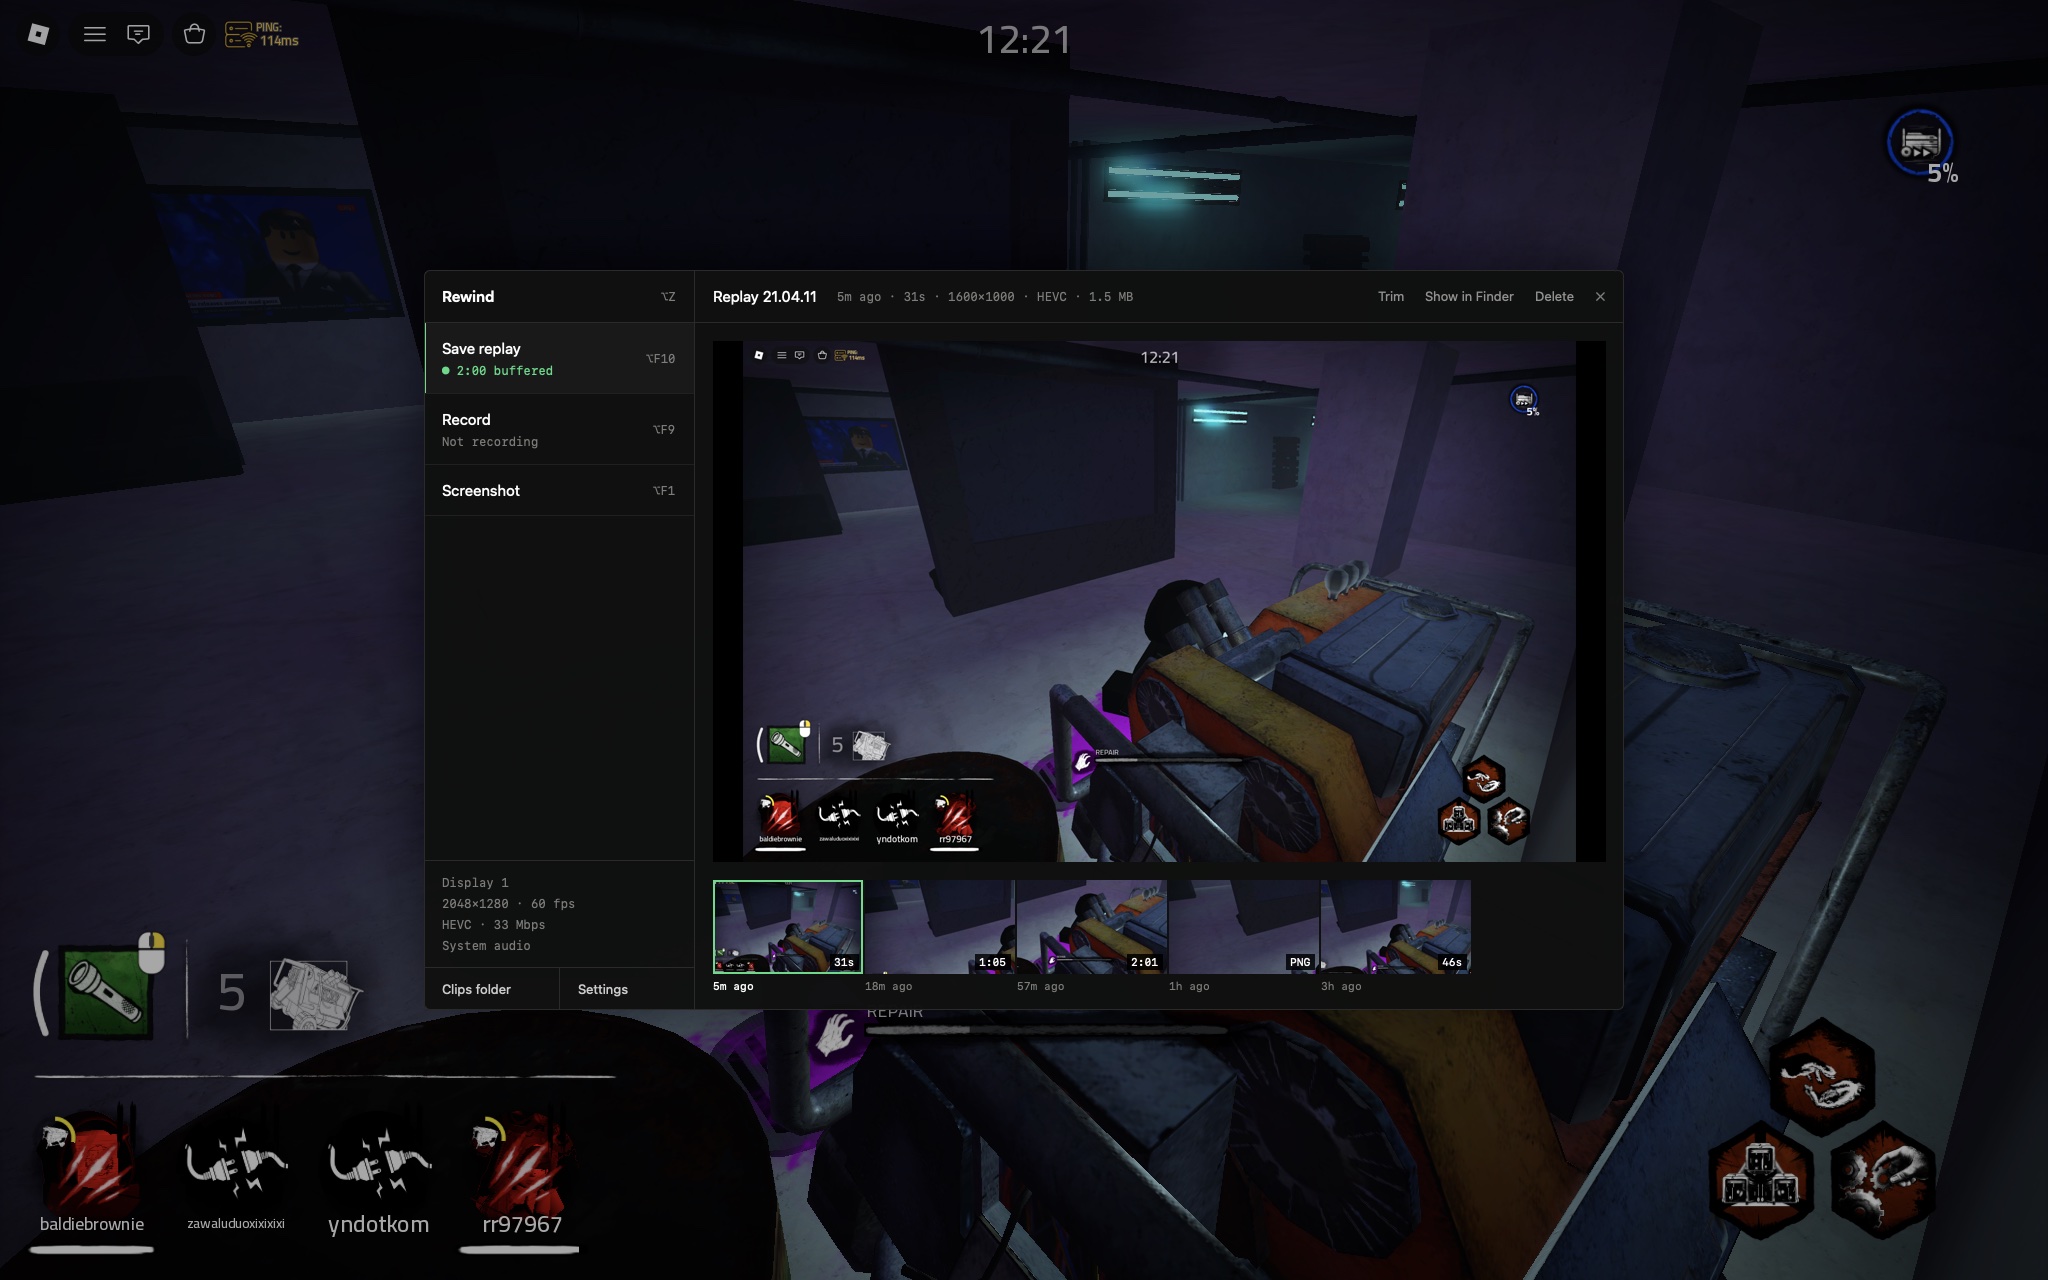 PING:
114ms
12:21
5%
Rewind
⌥Z
Save replay
2:00 buffered
⌥F10
Record
Not recording
⌥F9
Screenshot
⌥F1
Display 1
2048×1280 · 60 fps
HEVC · 33 Mbps
System audio
Clips folder
Settings
Replay 21.04.11
5m ago · 31s · 1600×1000 · HEVC · 1.5 MB
Trim
Show in Finder
Delete
PING:
114ms
12:21
5%
5
REPAIR
baldiebrownie
zawaluduoxixixixi
yndotkom
rr97967
31s
1:05
2:01
PNG
46s
5m ago
18m ago
57m ago
1h ago
3h ago
REPAIR
5
baldiebrownie
zawaluduoxixixixi
yndotkom
rr97967